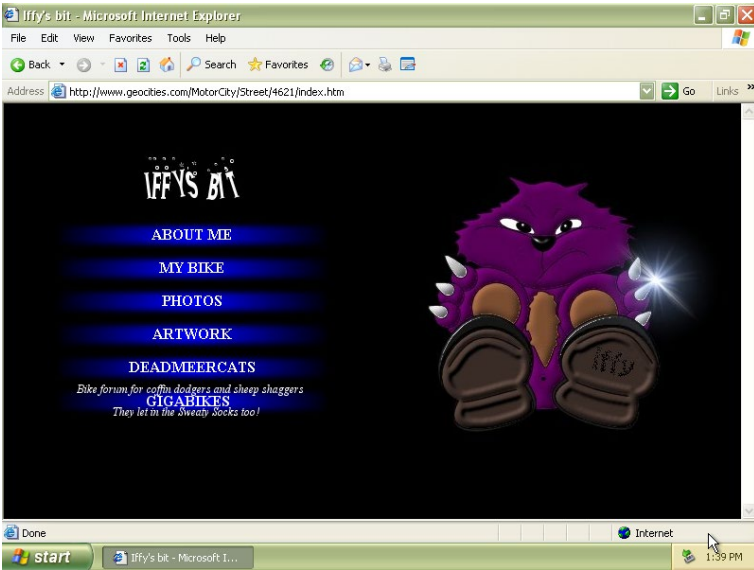 Iffy's bit - Microsoft Internet Explorer
File Edit View Favorites Tools Help
Back Search Favorites
Address http://www.geocities.com/MotorCity/Street/4621/index.htm Go Links »
IFFYS BIT
ABOUT ME
MY BIKE
PHOTOS
ARTWORK
DEADMEERCATS
Bike forum for coffin dodgers and sheep shaggers
GIGABIKES
They let in the Sweaty Socks too!
Iffy
Done Internet
start Iffy's bit - Microsoft I... 1:39 PM